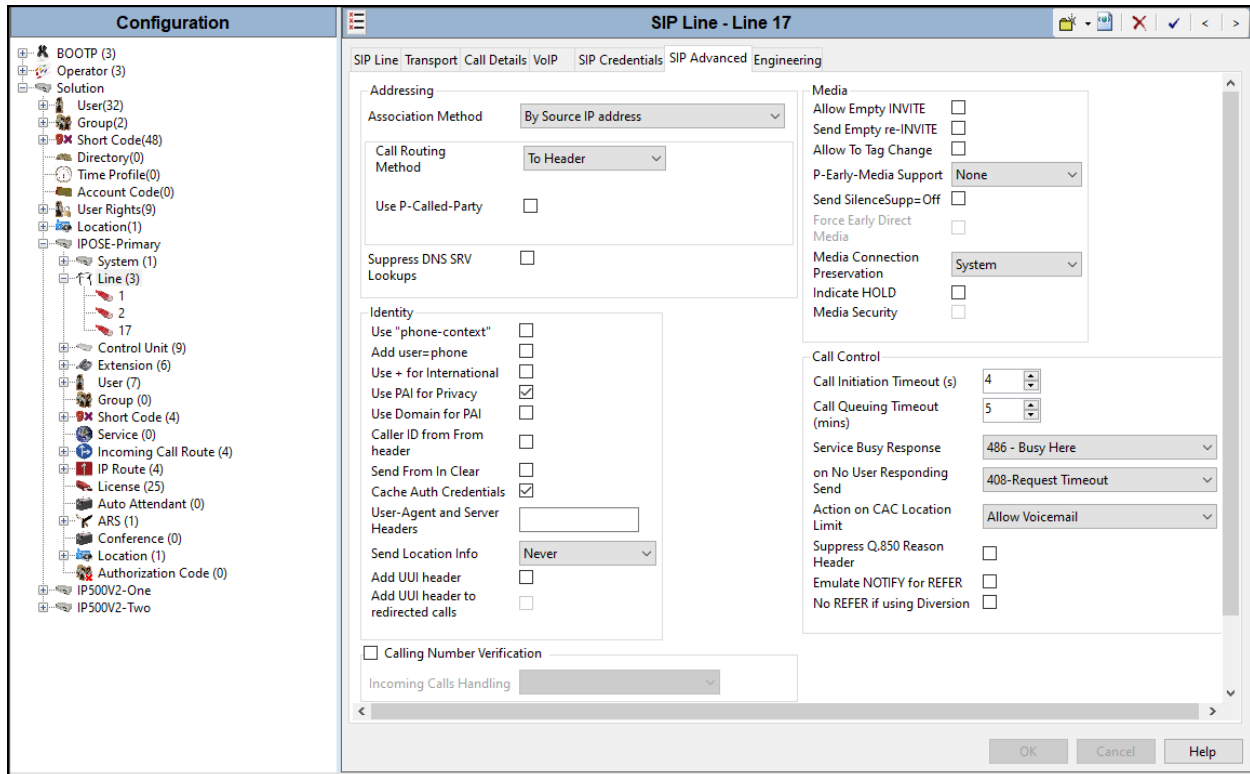 Configuration
BOOTP (3)
Operator (3)
Solution
User(32)
Group(2)
Short Code(48)
Directory(0)
Time Profile(0)
Account Code(0)
User Rights(9)
Location(1)
IPOSE-Primary
System (1)
Line (3)
1
2
17
Control Unit (9)
Extension (6)
User (7)
Group (0)
Short Code (4)
Service (0)
Incoming Call Route (4)
IP Route (4)
License (25)
Auto Attendant (0)
ARS (1)
Conference (0)
Location (1)
Authorization Code (0)
IP500V2-One
IP500V2-Two
SIP Line - Line 17
SIP Line Transport Call Details VoIP SIP Credentials SIP Advanced Engineering
Addressing
Association Method By Source IP address
Call Routing
Method
To Header
Use P-Called-Party
Suppress DNS SRV
Lookups
Identity
Use "phone-context"
Add user=phone
Use + for International
Use PAI for Privacy
Use Domain for PAI
Caller ID from From
header
Send From In Clear
Cache Auth Credentials
User-Agent and Server
Headers
Send Location Info Never
Add UUI header
Add UUI header to
redirected calls
Calling Number Verification
Incoming Calls Handling
Media
Allow Empty INVITE
Send Empty re-INVITE
Allow To Tag Change
P-Early-Media Support None
Send SilenceSupp=Off
Force Early Direct
Media
Media Connection
Preservation
System
Indicate HOLD
Media Security
Call Control
Call Initiation Timeout (s) 4
Call Queuing Timeout
(mins)
5
Service Busy Response 486 - Busy Here
on No User Responding
Send
408-Request Timeout
Action on CAC Location
Limit
Allow Voicemail
Suppress Q.850 Reason
Header
Emulate NOTIFY for REFER
No REFER if using Diversion
OK Cancel Help